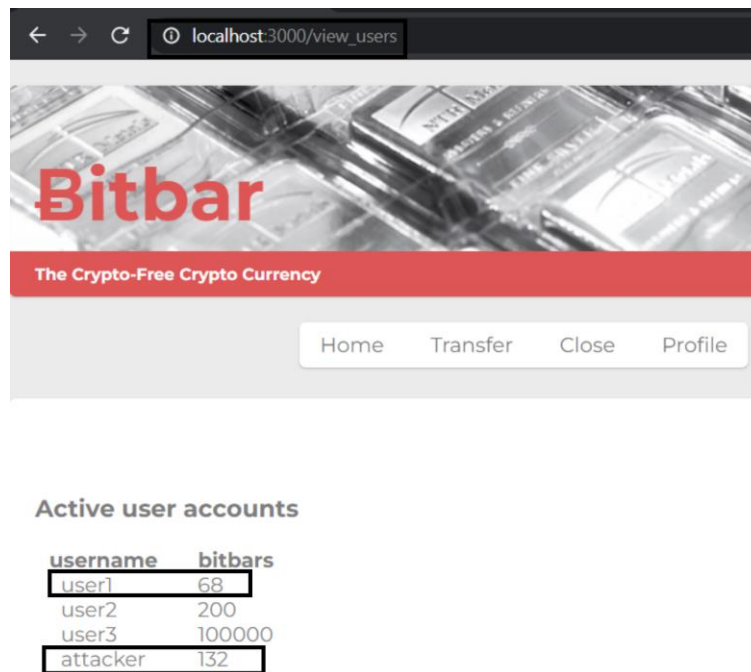 localhost:3000/view_users
Ƀitbar
The Crypto-Free Crypto Currency
Home Transfer Close Profile
Active user accounts
username bitbars
user1 68
user2 200
user3 100000
attacker 132